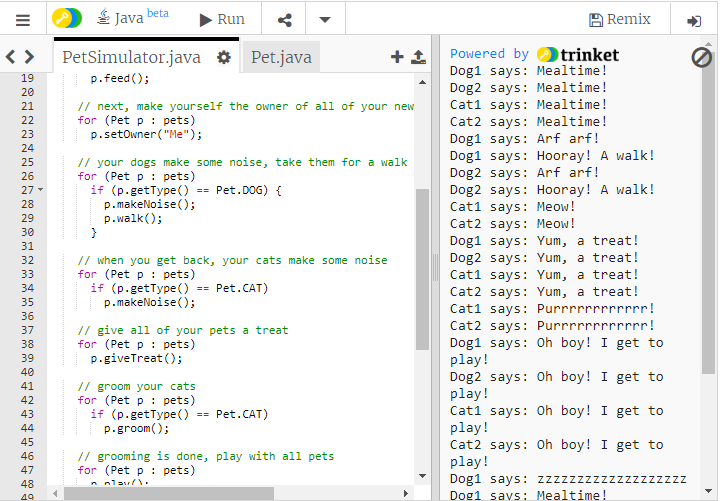 Java beta
Run
Remix
PetSimulator.java
Pet.java
19 p.feed();
20
21 // next, make yourself the owner of all of your new
22 for (Pet p : pets)
23 p.setOwner("Me");
24
25 // your dogs make some noise, take them for a walk
26 for (Pet p : pets)
27 if (p.getType() == Pet.DOG) {
28 p.makeNoise();
29 p.walk();
30 }
31
32 // when you get back, your cats make some noise
33 for (Pet p : pets)
34 if (p.getType() == Pet.CAT)
35 p.makeNoise();
36
37 // give all of your pets a treat
38 for (Pet p : pets)
39 p.giveTreat();
40
41 // groom your cats
42 for (Pet p : pets)
43 if (p.getType() == Pet.CAT)
44 p.groom();
45
46 // grooming is done, play with all pets
47 for (Pet p : pets)
48 p.play();
49
Powered by trinket
Dog1 says: Mealtime!
Dog2 says: Mealtime!
Cat1 says: Mealtime!
Cat2 says: Mealtime!
Dog1 says: Arf arf!
Dog1 says: Hooray! A walk!
Dog2 says: Arf arf!
Dog2 says: Hooray! A walk!
Cat1 says: Meow!
Cat2 says: Meow!
Dog1 says: Yum, a treat!
Dog2 says: Yum, a treat!
Cat1 says: Yum, a treat!
Cat2 says: Yum, a treat!
Cat1 says: Purrrrrrrrrrrr!
Cat2 says: Purrrrrrrrrrrr!
Dog1 says: Oh boy! I get to
play!
Dog2 says: Oh boy! I get to
play!
Cat1 says: Oh boy! I get to
play!
Cat2 says: Oh boy! I get to
play!
Dog1 says: zzzzzzzzzzzzzzzzzzz
Dog1 says: Mealtime!